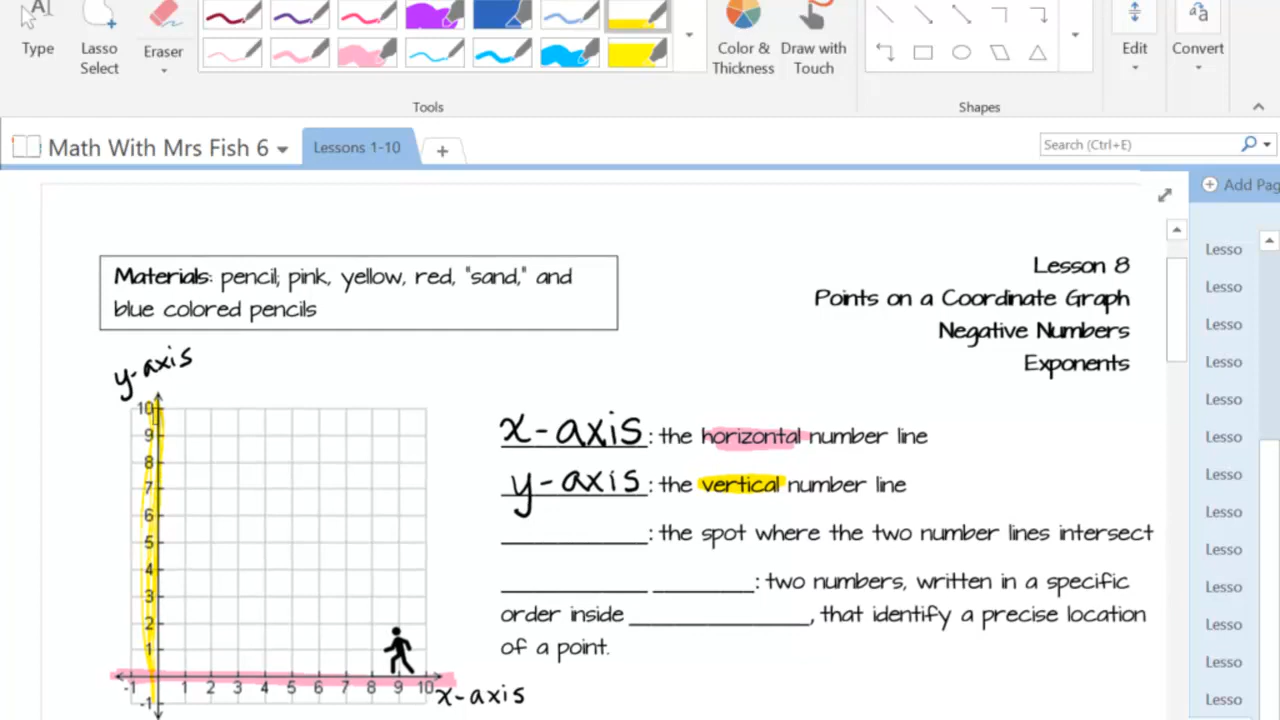 Type
Lasso
Select
Eraser
Color &
Thickness
Draw with
Touch
Edit
Convert
Tools
Shapes
Math With Mrs Fish 6
Lessons 1-10
+
Search (Ctrl+E)
Add Pag
Materials: pencil; pink, yellow, red, "sand," and
blue colored pencils
Lesson 8
Points on a Coordinate Graph
Negative Numbers
Exponents
y-axis
10
9
8
7
6
5
4
3
2
1
-1 1 2 3 4 5 6 7 8 9 10
-1
x-axis
x-axis: the horizontal number line
y-axis: the vertical number line
: the spot where the two number lines intersect
: two numbers, written in a specific
order inside , that identify a precise location
of a point.
Lesso
Lesso
Lesso
Lesso
Lesso
Lesso
Lesso
Lesso
Lesso
Lesso
Lesso
Lesso
Lesso